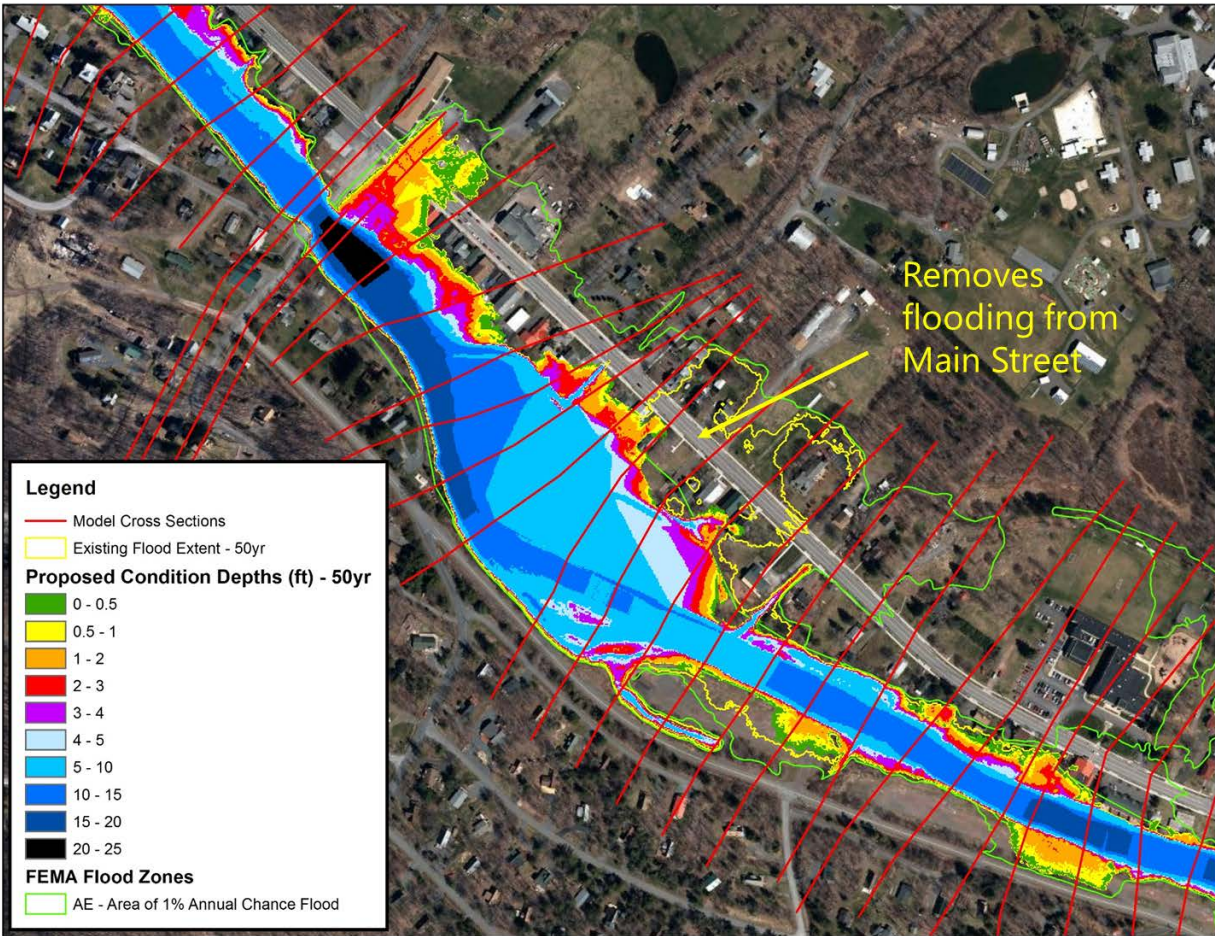 Removes
flooding from
Main Street
Legend
Model Cross Sections
Existing Flood Extent - 50yr
Proposed Condition Depths (ft) - 50yr
0 - 0.5
0.5 - 1
1 - 2
2 - 3
3 - 4
4 - 5
5 - 10
10 - 15
15 - 20
20 - 25
FEMA Flood Zones
AE - Area of 1% Annual Chance Flood